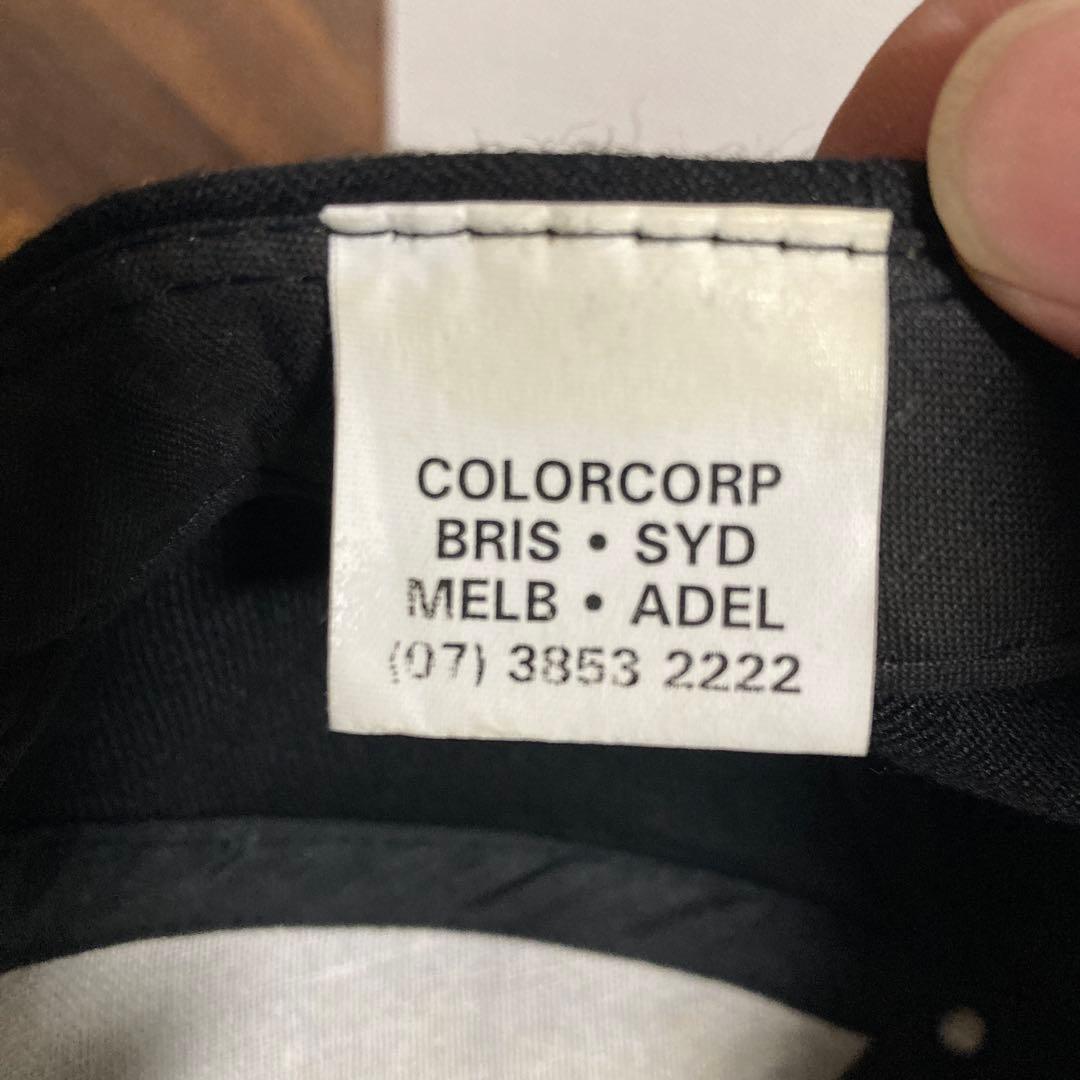 COLORCORP
BRIS • SYD
MELB • ADEL
(07) 3853 2222